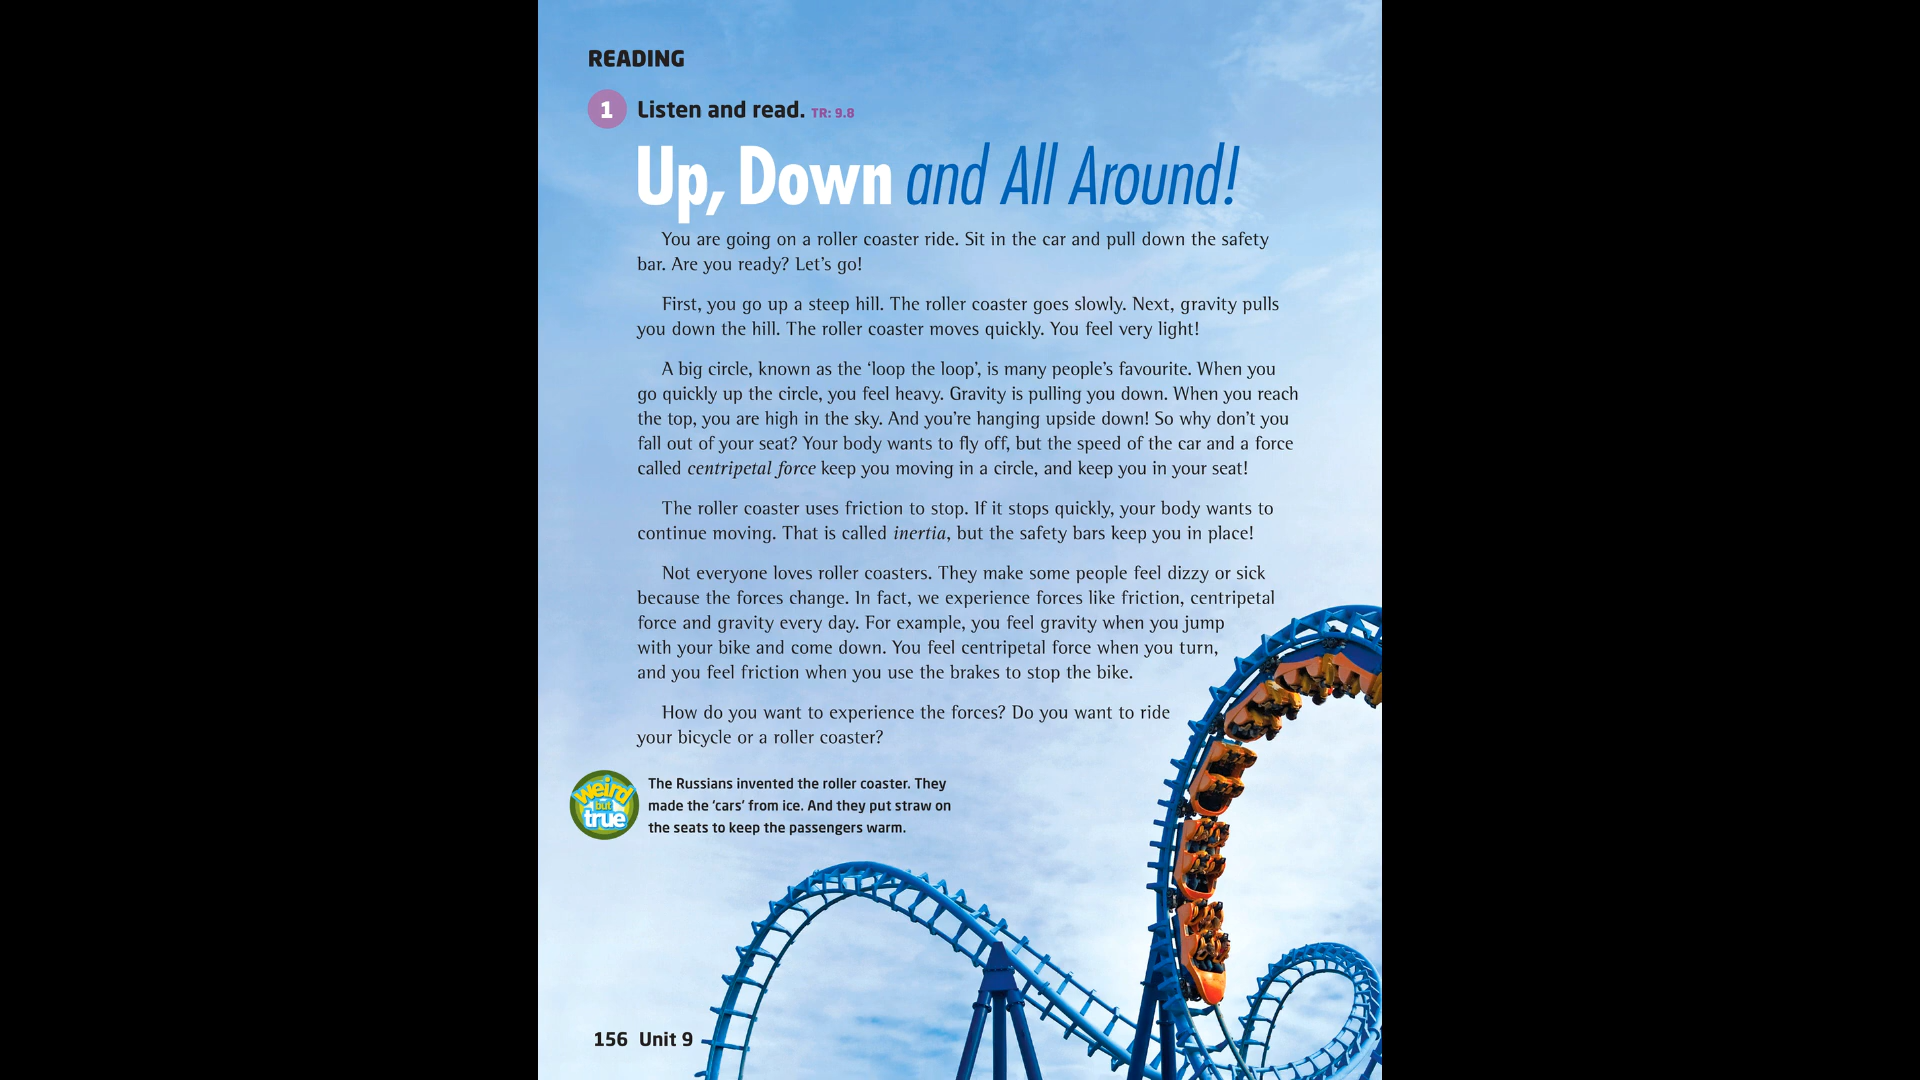 READING
1 Listen and read. TR: 9.8
Up, Down and All Around!
You are going on a roller coaster ride. Sit in the car and pull down the safety
bar. Are you ready? Let’s go!
First, you go up a steep hill. The roller coaster goes slowly. Next, gravity pulls
you down the hill. The roller coaster moves quickly. You feel very light!
A big circle, known as the ‘loop the loop’, is many people’s favourite. When you
go quickly up the circle, you feel heavy. Gravity is pulling you down. When you reach
the top, you are high in the sky. And you’re hanging upside down! So why don’t you
fall out of your seat? Your body wants to fly off, but the speed of the car and a force
called centripetal force keep you moving in a circle, and keep you in your seat!
The roller coaster uses friction to stop. If it stops quickly, your body wants to
continue moving. That is called inertia, but the safety bars keep you in place!
Not everyone loves roller coasters. They make some people feel dizzy or sick
because the forces change. In fact, we experience forces like friction, centripetal
force and gravity every day. For example, you feel gravity when you jump
with your bike and come down. You feel centripetal force when you turn,
and you feel friction when you use the brakes to stop the bike.
How do you want to experience the forces? Do you want to ride
your bicycle or a roller coaster?
weird
but
true
The Russians invented the roller coaster. They
made the ‘cars’ from ice. And they put straw on
the seats to keep the passengers warm.
156 Unit 9